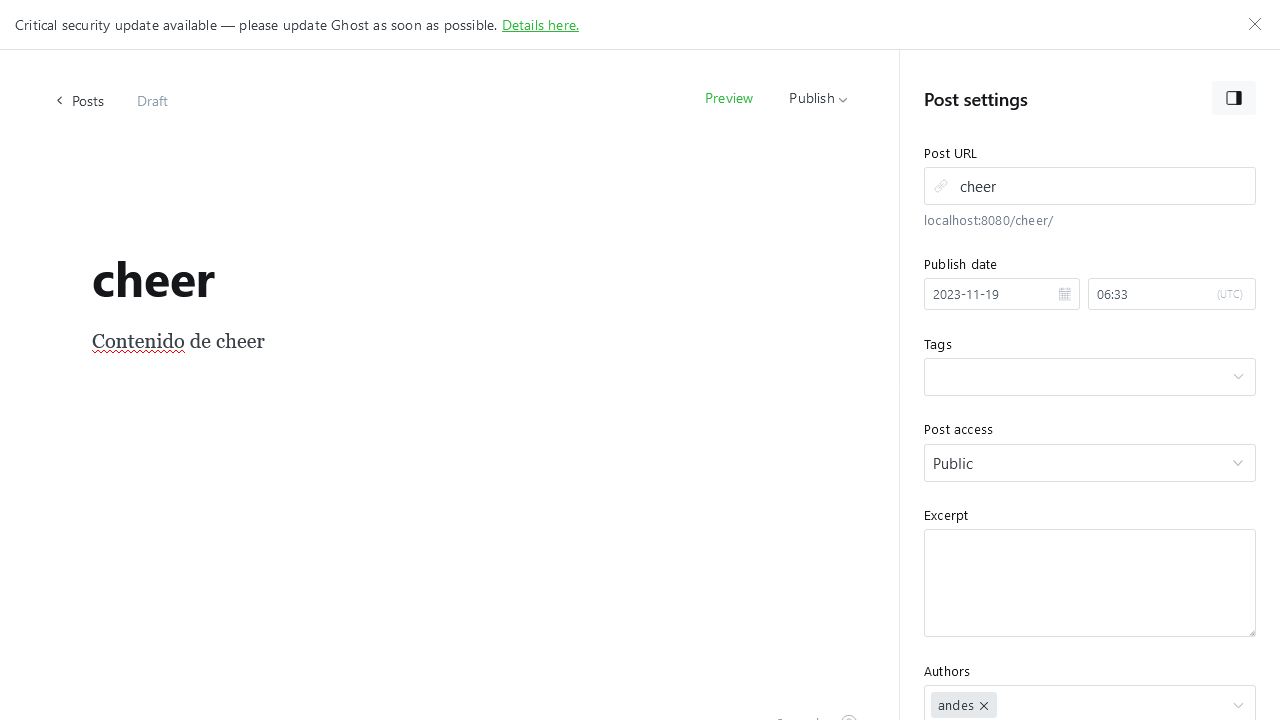 Critical security update available — please update Ghost as soon as possible. Details here.
Posts
Draft
Preview
Publish
cheer
Contenido de cheer
Post settings
Post URL
cheer
localhost:8080/cheer/
Publish date
2023-11-19
06:33
(UTC)
Tags
Post access
Public
Excerpt
Authors
andes